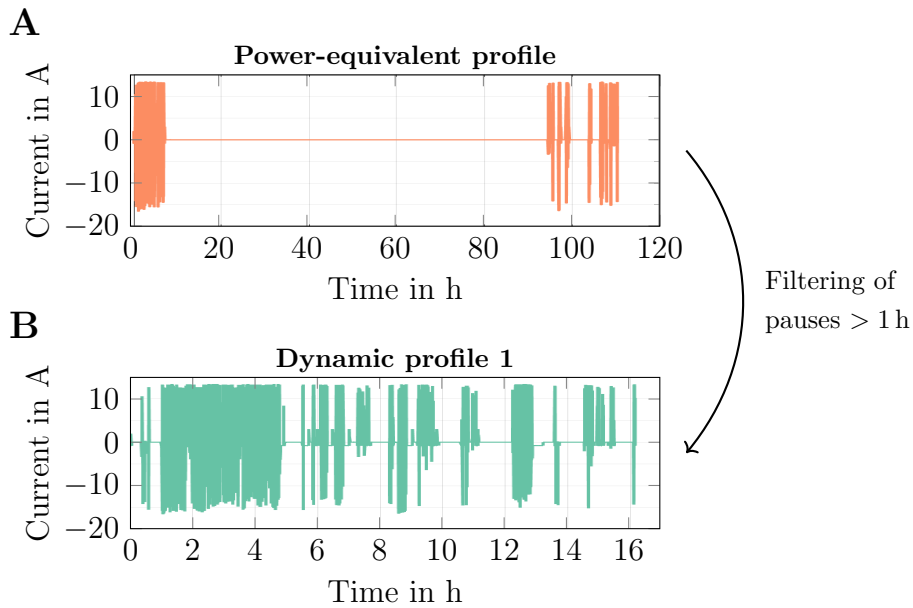 A
Power-equivalent profile
Current in A
10
0
−10
−20
0 20 40 60 80 100 120
Time in h
Filtering of
pauses > 1 h
B
Dynamic profile 1
Current in A
10
0
−10
−20
0 2 4 6 8 10 12 14 16
Time in h